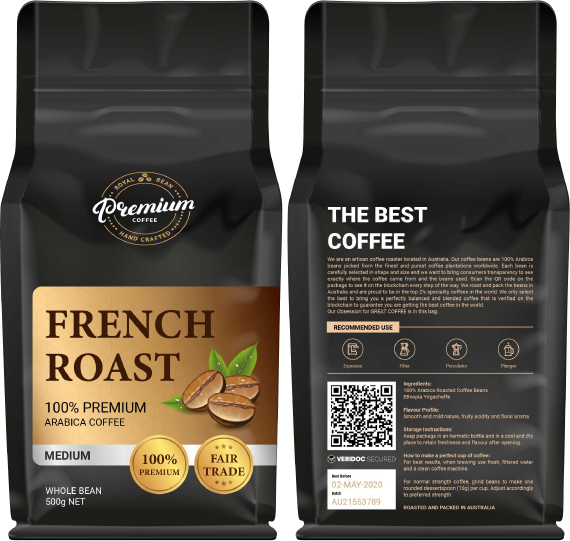 ROYAL BEAN
Premium
COFFEE
HAND CRAFTED
FRENCH
ROAST
100% PREMIUM
ARABICA COFFEE
MEDIUM
100%
PREMIUM
FAIR
TRADE
WHOLE BEAN
500g NET
THE BEST
COFFEE
We are an artisan coffee roaster located in Australia. Our coffee beans are 100% Arabica
beans picked from the finest and purest coffee plantations worldwide. Each bean is
carefully selected in shape and size and we want to bring consumers transparency to see
exactly where the coffee come from and the beans used. Scan the QR code on the
package to see it on the blockchain every step of the way. We roast and pack the beans in
Australia and are proud to be in the top 2% specialty coffees in the world. We only select
the best to bring you a perfectly balanced and blended coffee that is verified on the
blockchain to guarantee you are getting the best coffee in the world.
Our Obsession for GREAT COFFEE is in this bag.
RECOMMENDED USE
Espresso
Filter
Percolator
Plunger
Ingredients:
100% Arabica Roasted Coffee Beans
Ethiopia Yirgacheffe
Flavour Profile:
Smooth and mild nature, fruity acidity and floral aroma
Storage Instructions:
Keep package in an hermetic bottle and in a cool and dry
place to retain freshness and flavour after opening.
VERIDOC SECURED
How to make a perfect cup of coffee:
For best results, when brewing use fresh, filtered water
and a clean coffee machine.
Best Before
02-MAY-2020
Batch
AU21553789
For normal strength coffee, grind beans to make one
rounded dessertspoon (10g) per cup. Adjust accordingly
to preferred strength.
ROASTED AND PACKED IN AUSTRALIA